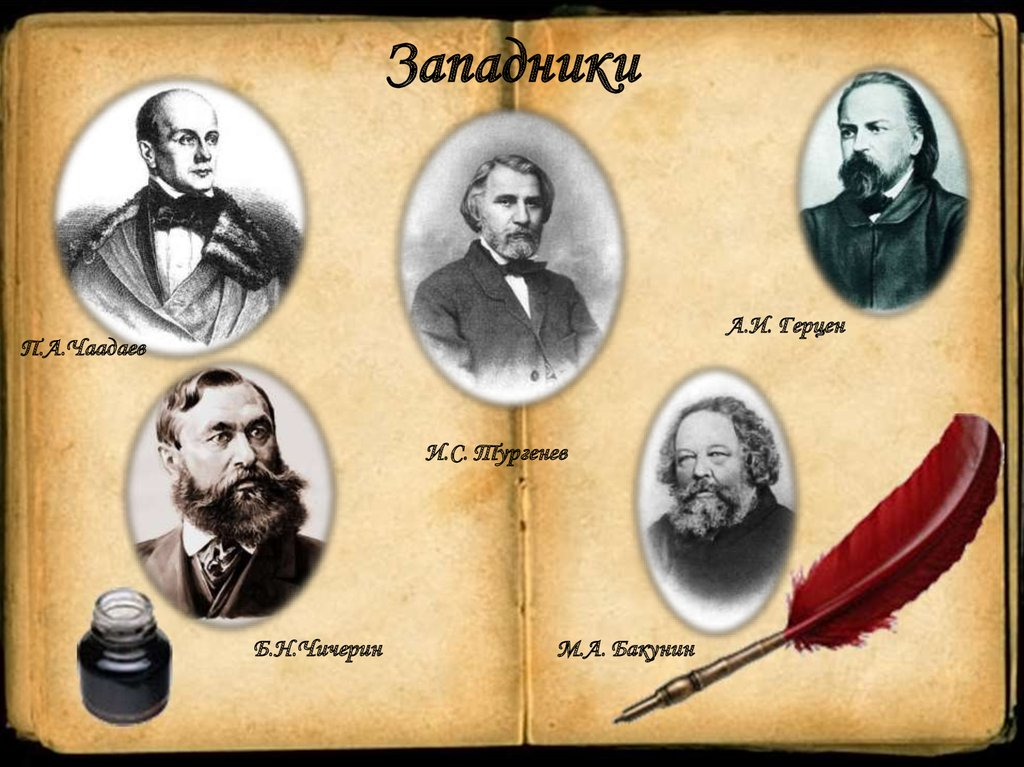 Западники
А.И. Герцен
П.А.Чаадаев
И.С. Тургенев
Б.Н.Чичерин
М.А. Бакунин